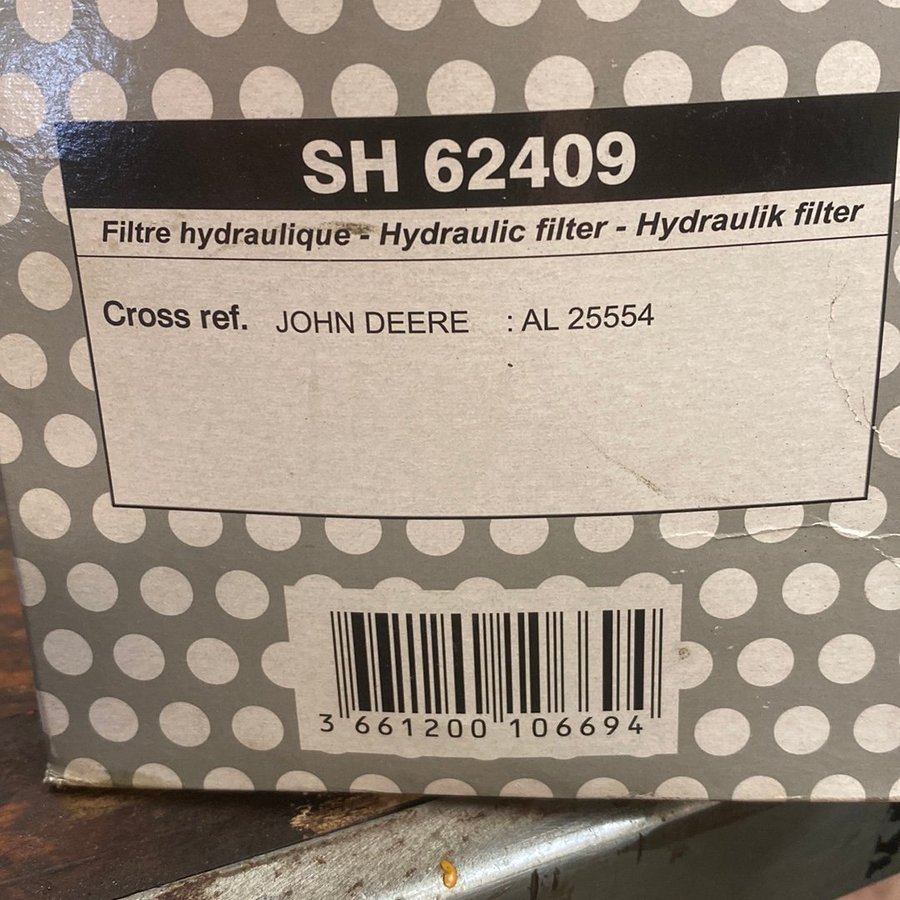 SH 62409
Filtre hydraulique - Hydraulic filter - Hydraulik filter
Cross ref. JOHN DEERE : AL 25554
3 661200 106694